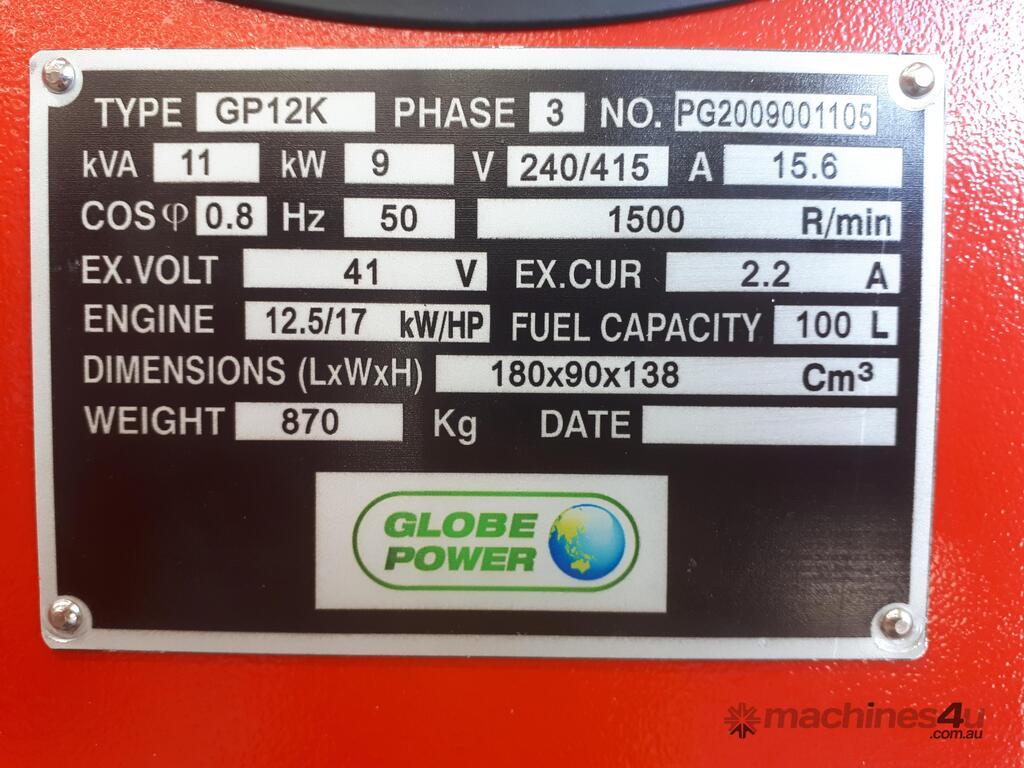 TYPE GP12K PHASE 3 NO. PG2009001105
kVA 11 kW 9 V 240/415 A 15.6
COS φ 0.8 Hz 50 1500 R/min
EX.VOLT 41 V EX.CUR 2.2 A
ENGINE 12.5/17 kW/HP FUEL CAPACITY 100 L
DIMENSIONS (LxWxH) 180x90x138 Cm³
WEIGHT 870 Kg DATE
GLOBE
POWER
machines4u
.com.au